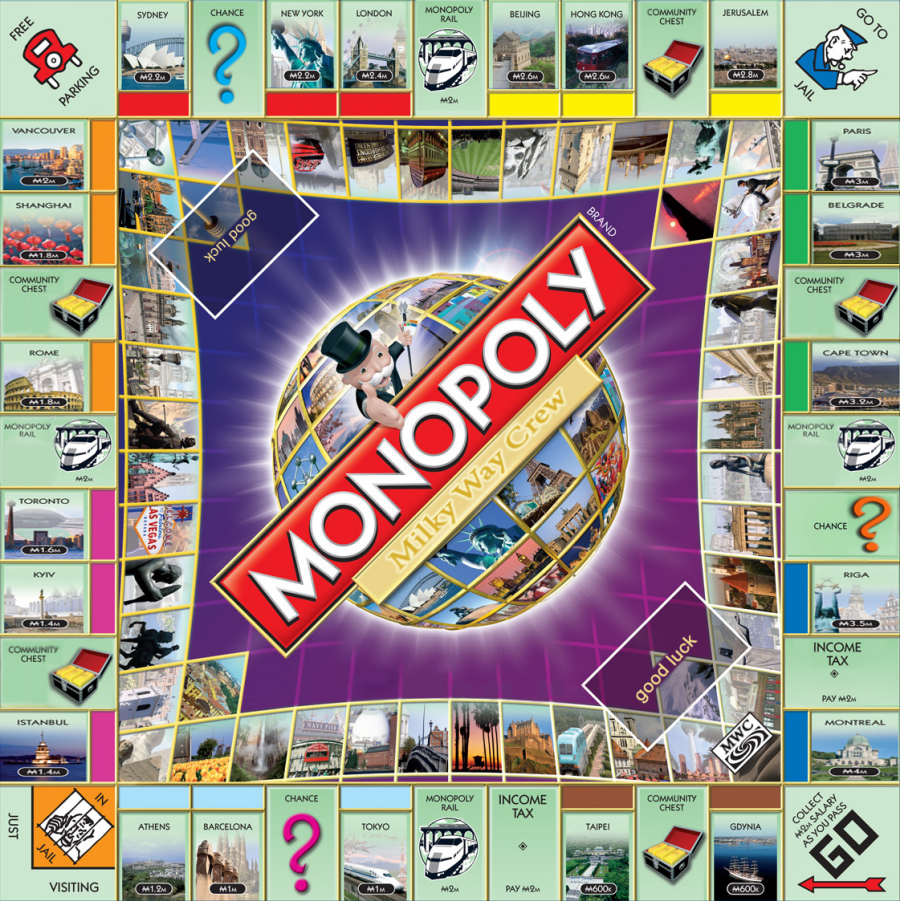 FREE
PARKING
SYDNEY
₩2.2M
CHANCE
?
NEW YORK
₩2.2M
LONDON
₩2.4M
MONOPOLY
RAIL
₩2M
BEIJING
₩2.6M
HONG KONG
₩2.6M
COMMUNITY
CHEST
JERUSALEM
₩2.8M
GO TO
JAIL
VANCOUVER
₩2M
SHANGHAI
₩1.8M
COMMUNITY
CHEST
ROME
₩1.8M
MONOPOLY
RAIL
₩2M
TORONTO
₩1.6M
KYIV
₩1.4M
COMMUNITY
CHEST
ISTANBUL
₩1.4M
PARIS
₩3M
BELGRADE
₩3M
COMMUNITY
CHEST
CAPE TOWN
₩3.2M
MONOPOLY
RAIL
₩2M
CHANCE
?
RIGA
₩3.5M
INCOME
TAX
PAY ₩2M
MONTREAL
₩4M
good luck
BRAND
MONOPOLY
Milky Way Crew
LAS VEGAS
good luck
MWC
JUST
VISITING
IN
JAIL
ATHENS
₩1.2M
BARCELONA
₩1M
CHANCE
?
TOKYO
₩1M
MONOPOLY
RAIL
₩2M
INCOME
TAX
PAY ₩2M
TAIPEI
₩600K
COMMUNITY
CHEST
GDYNIA
₩600K
COLLECT
₩2M SALARY
AS YOU PASS
GO